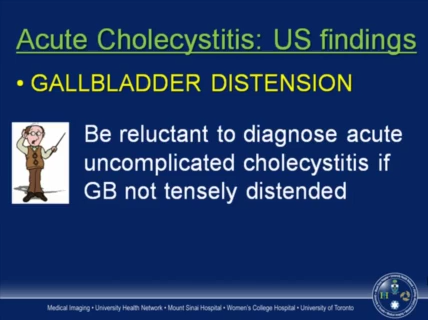 Acute Cholecystitis: US findings
• GALLBLADDER DISTENSION
Be reluctant to diagnose acute
uncomplicated cholecystitis if
GB not tensely distended
Medical Imaging • University Health Network • Mount Sinai Hospital • Women's College Hospital • University of Toronto